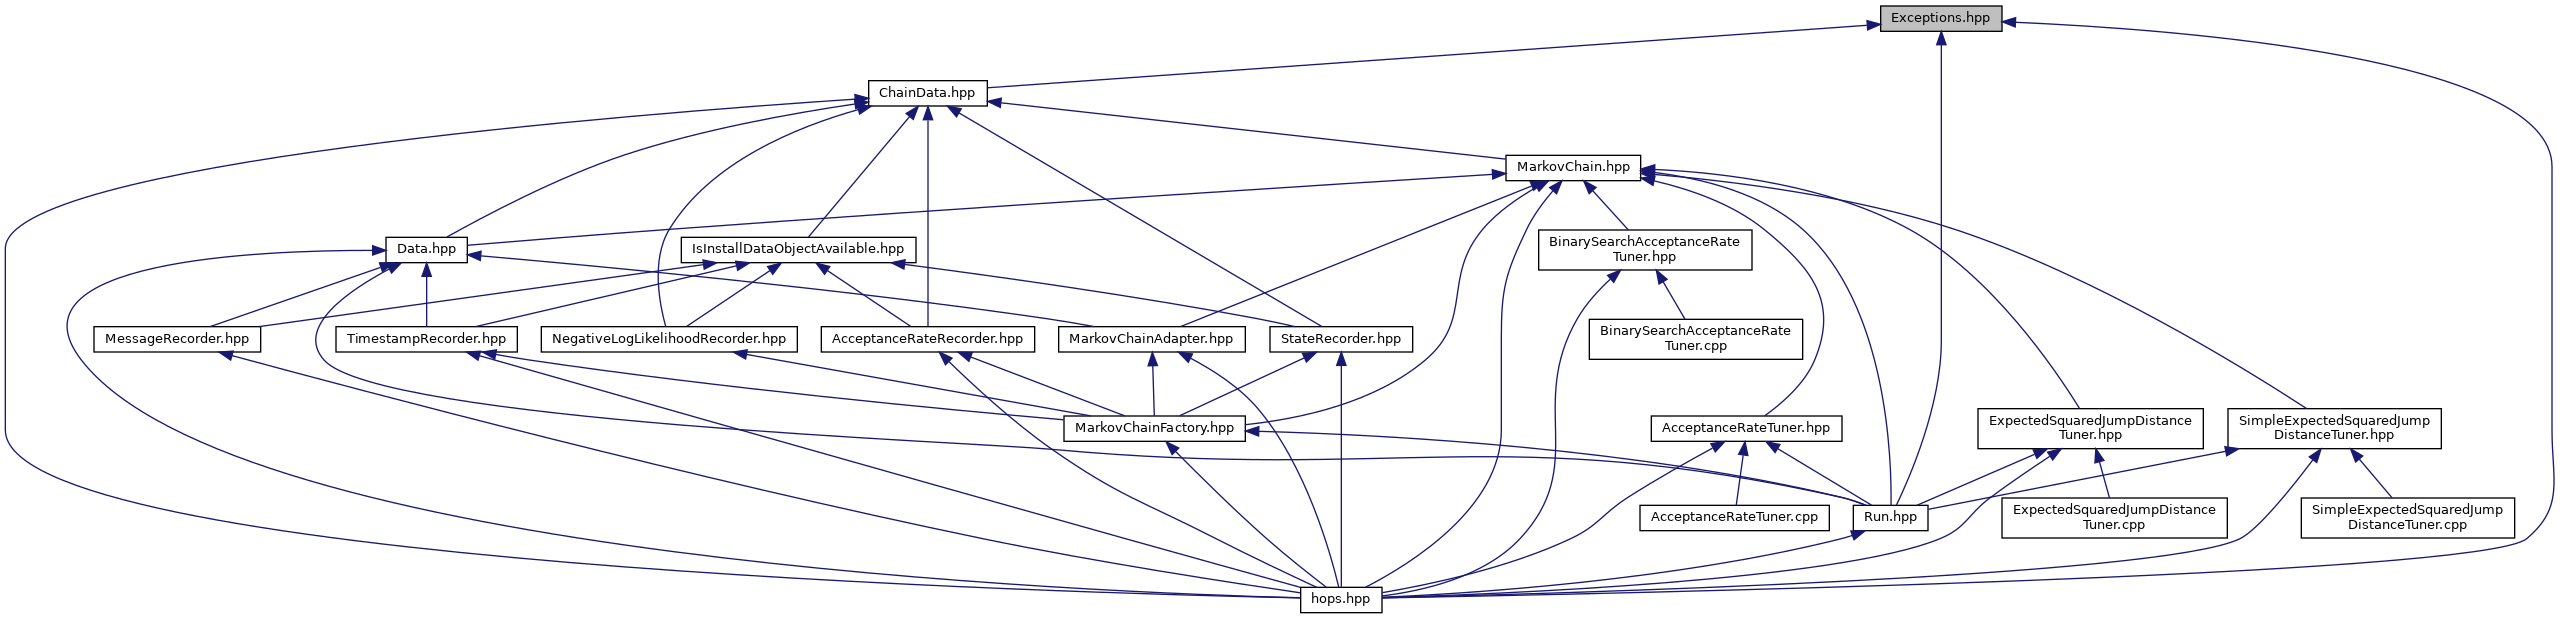 Exceptions.hpp
ChainData.hpp
MarkovChain.hpp
Data.hpp
IsInstallDataObjectAvailable.hpp
BinarySearchAcceptanceRate
Tuner.hpp
MessageRecorder.hpp
TimestampRecorder.hpp
NegativeLogLikelihoodRecorder.hpp
AcceptanceRateRecorder.hpp
MarkovChainAdapter.hpp
StateRecorder.hpp
BinarySearchAcceptanceRate
Tuner.cpp
MarkovChainFactory.hpp
AcceptanceRateTuner.hpp
ExpectedSquaredJumpDistance
Tuner.hpp
SimpleExpectedSquaredJump
DistanceTuner.hpp
AcceptanceRateTuner.cpp
Run.hpp
ExpectedSquaredJumpDistance
Tuner.cpp
SimpleExpectedSquaredJump
DistanceTuner.cpp
hops.hpp